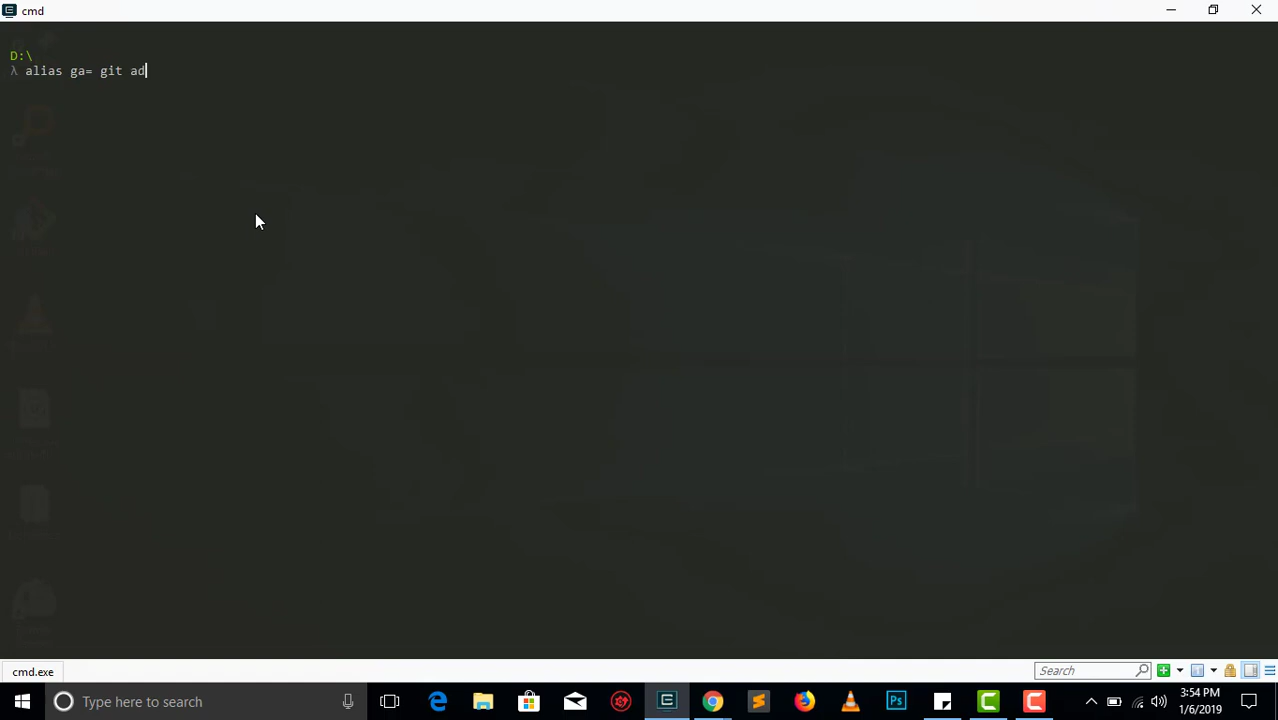 cmd
D:\
λ alias ga= git ad
cmd.exe
Search
Type here to search
3:54 PM
1/6/2019